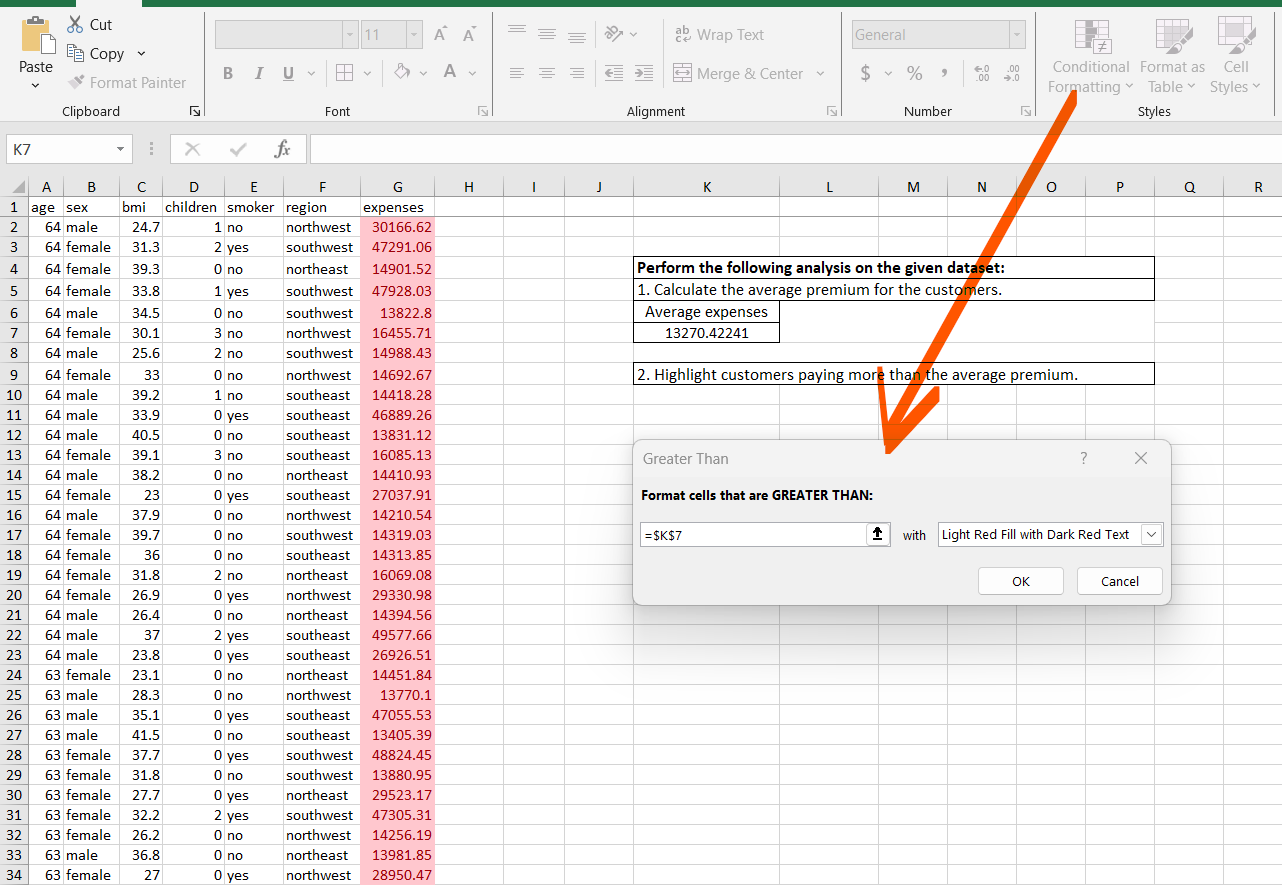 Cut
Copy
Paste
Format Painter
Clipboard
11
B I U A
Font
ab Wrap Text
Merge & Center
Alignment
General
$ % ,
Number
Conditional Formatting
Format as Table
Cell Styles
Styles
K7 fx
A B C D E F G H I J K L M N O P Q R
1 age sex bmi children smoker region expenses
2 64 male 24.7 1 no northwest 30166.62
3 64 female 31.3 2 yes southwest 47291.06
4 64 female 39.3 0 no northeast 14901.52
5 64 female 33.8 1 yes southwest 47928.03
6 64 male 34.5 0 no southwest 13822.8
7 64 female 30.1 3 no northwest 16455.71
8 64 male 25.6 2 no southwest 14988.43
9 64 female 33 0 no northwest 14692.67
10 64 male 39.2 1 no southeast 14418.28
11 64 male 33.9 0 yes southeast 46889.26
12 64 male 40.5 0 no southeast 13831.12
13 64 female 39.1 3 no southeast 16085.13
14 64 male 38.2 0 no northeast 14410.93
15 64 female 23 0 yes southeast 27037.91
16 64 male 37.9 0 no northwest 14210.54
17 64 female 39.7 0 no southwest 14319.03
18 64 female 36 0 no southeast 14313.85
19 64 female 31.8 2 no northeast 16069.08
20 64 female 26.9 0 yes northwest 29330.98
21 64 male 26.4 0 no northeast 14394.56
22 64 male 37 2 yes southeast 49577.66
23 64 male 23.8 0 yes southeast 26926.51
24 63 female 23.1 0 no northeast 14451.84
25 63 male 28.3 0 no northwest 13770.1
26 63 male 35.1 0 yes southeast 47055.53
27 63 male 41.5 0 no southeast 13405.39
28 63 female 37.7 0 yes southwest 48824.45
29 63 female 31.8 0 no southwest 13880.95
30 63 female 27.7 0 yes northeast 29523.17
31 63 female 32.2 2 yes southwest 47305.31
32 63 female 26.2 0 no northwest 14256.19
33 63 male 36.8 0 no northeast 13981.85
34 63 female 27 0 yes northwest 28950.47
Perform the following analysis on the given dataset:
1. Calculate the average premium for the customers.
Average expenses
13270.42241
2. Highlight customers paying more than the average premium.
Greater Than ?
Format cells that are GREATER THAN:
=$K$7 with Light Red Fill with Dark Red Text
OK Cancel